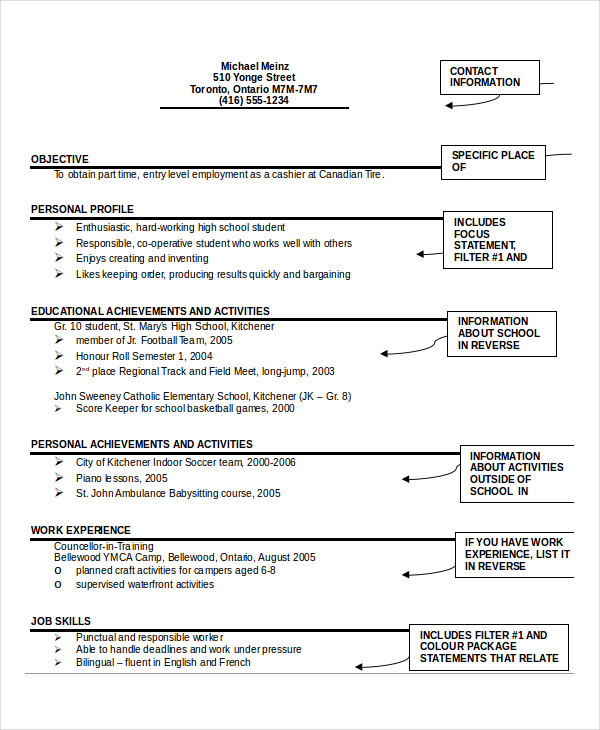 Michael Meinz
510 Yonge Street
Toronto, Ontario M7M-7M7
(416) 555-1234
CONTACT
INFORMATION
OBJECTIVE
To obtain part time, entry level employment as a cashier at Canadian Tire.
SPECIFIC PLACE
OF
PERSONAL PROFILE
Enthusiastic, hard-working high school student
Responsible, co-operative student who works well with others
Enjoys creating and inventing
Likes keeping order, producing results quickly and bargaining
INCLUDES
FOCUS
STATEMENT,
FILTER #1 AND
EDUCATIONAL ACHIEVEMENTS AND ACTIVITIES
Gr. 10 student, St. Mary's High School, Kitchener
member of Jr. Football Team, 2005
Honour Roll Semester 1, 2004
2nd place Regional Track and Field Meet, long-jump, 2003
INFORMATION
ABOUT SCHOOL
IN REVERSE
John Sweeney Catholic Elementary School, Kitchener (JK – Gr. 8)
Score Keeper for school basketball games, 2000
PERSONAL ACHIEVEMENTS AND ACTIVITIES
City of Kitchener Indoor Soccer team, 2000-2006
Piano lessons, 2005
St. John Ambulance Babysitting course, 2005
INFORMATION
ABOUT ACTIVITIES
OUTSIDE OF
SCHOOL IN
WORK EXPERIENCE
Councellor-in-Training
Bellewood YMCA Camp, Bellewood, Ontario, August 2005
o planned craft activities for campers aged 6-8
o supervised waterfront activities
IF YOU HAVE WORK
EXPERIENCE, LIST IT
IN REVERSE
JOB SKILLS
Punctual and responsible worker
Able to handle deadlines and work under pressure
Bilingual – fluent in English and French
INCLUDES FILTER #1 AND
COLOUR PACKAGE
STATEMENTS THAT RELATE